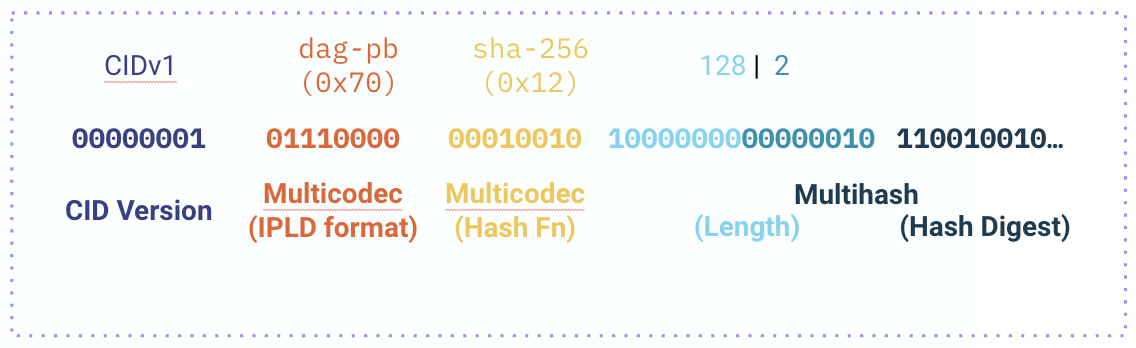 CIDv1 dag-pb sha-256 128 | 2
(0x70) (0x12)
00000001 01110000 00010010 1000000000000010 110010010…
CID Version Multicodec Multicodec Multihash
(IPLD format) (Hash Fn) (Length) (Hash Digest)